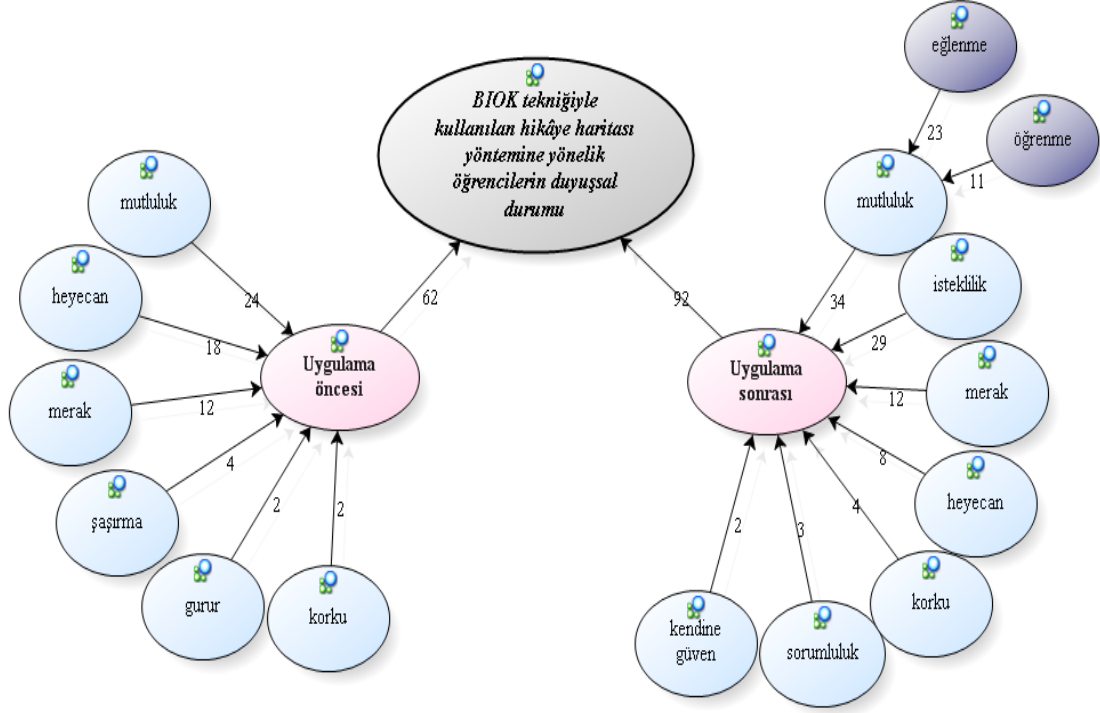 BIOK tekniğiyle
kullanılan hikâye haritası
yöntemine yönelik
öğrencilerin duyuşsal
durumu
62
92
Uygulama
öncesi
mutluluk
24
heyecan
18
merak
12
şaşırma
4
gurur
2
korku
2
Uygulama
sonrası
eğlenme
23
öğrenme
11
mutluluk
34
isteklilik
29
merak
12
heyecan
8
korku
4
sorumluluk
3
kendine
güven
2